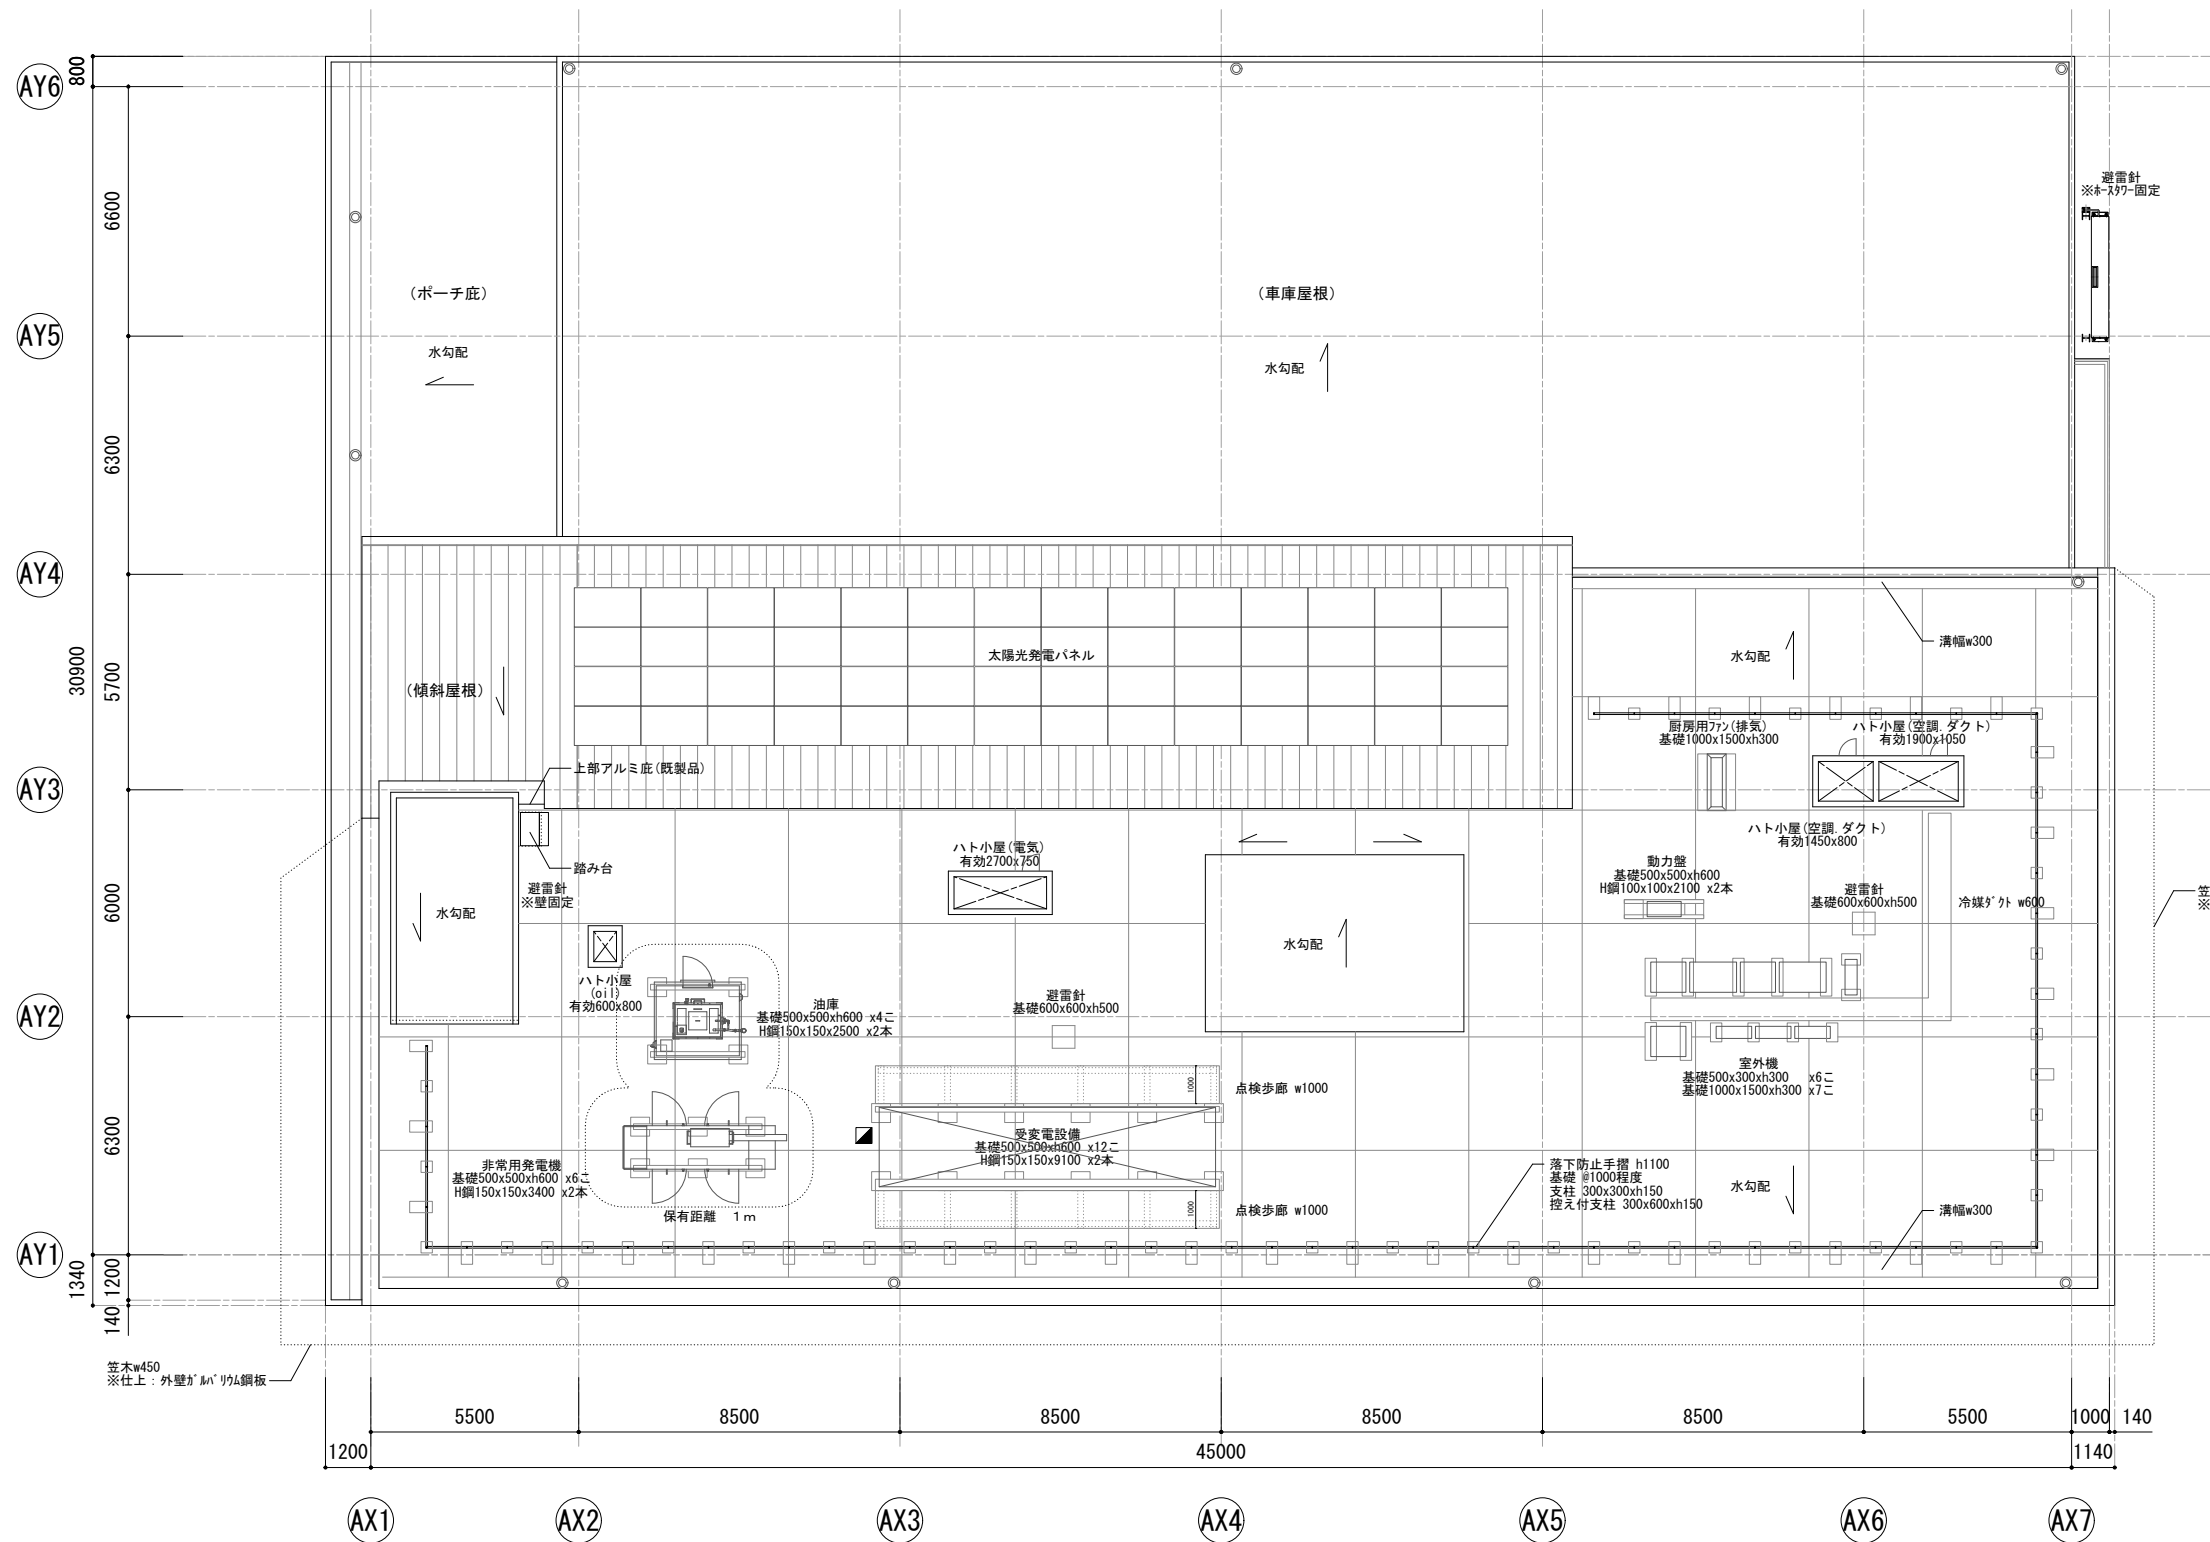 AY6
800
6600
避雷針
※ﾎｰｽﾀﾜｰ固定
(ポーチ庇)
水勾配
(車庫屋根)
水勾配
AY5
6300
AY4
30900
5700
(傾斜屋根)
太陽光発電パネル
水勾配
溝幅w300
厨房用ﾌｧﾝ(排気)
基礎1000x1500xh300
ハト小屋(空調.ダクト)
有効1900x1050
AY3
上部アルミ庇(既製品)
踏み台
避雷針
※壁固定
水勾配
ハト小屋(電気)
有効2700x750
ハト小屋(空調.ダクト)
有効1450x800
動力盤
基礎500x500xh600
H鋼100x100x2100 x2本
避雷針
基礎600x600xh500
冷媒ﾀﾞｸﾄ w600
笠
※
6000
水勾配
ハト小屋
(oil)
有効600x800
油庫
基礎500x500xh600 x4こ
H鋼150x150x2500 x2本
避雷針
基礎600x600xh500
AY2
点検歩廊 w1000
1000
室外機
基礎500x300xh300 x6こ
基礎1000x1500xh300 x7こ
6300
受変電設備
基礎500x500xh600 x12こ
H鋼150x150x9100 x2本
非常用発電機
基礎500x500xh600 x6こ
H鋼150x150x3400 x2本
保有距離 1m
点検歩廊 w1000
1000
落下防止手摺 h1100
基礎 @1000程度
支柱 300x300xh150
控え付支柱 300x600xh150
水勾配
溝幅w300
AY1
1340
1200
140
笠木w450
※仕上:外壁ｶﾞﾙﾊﾞﾘｳﾑ鋼板
5500
8500
8500
8500
8500
5500
1000
140
1200
45000
1140
AX1
AX2
AX3
AX4
AX5
AX6
AX7